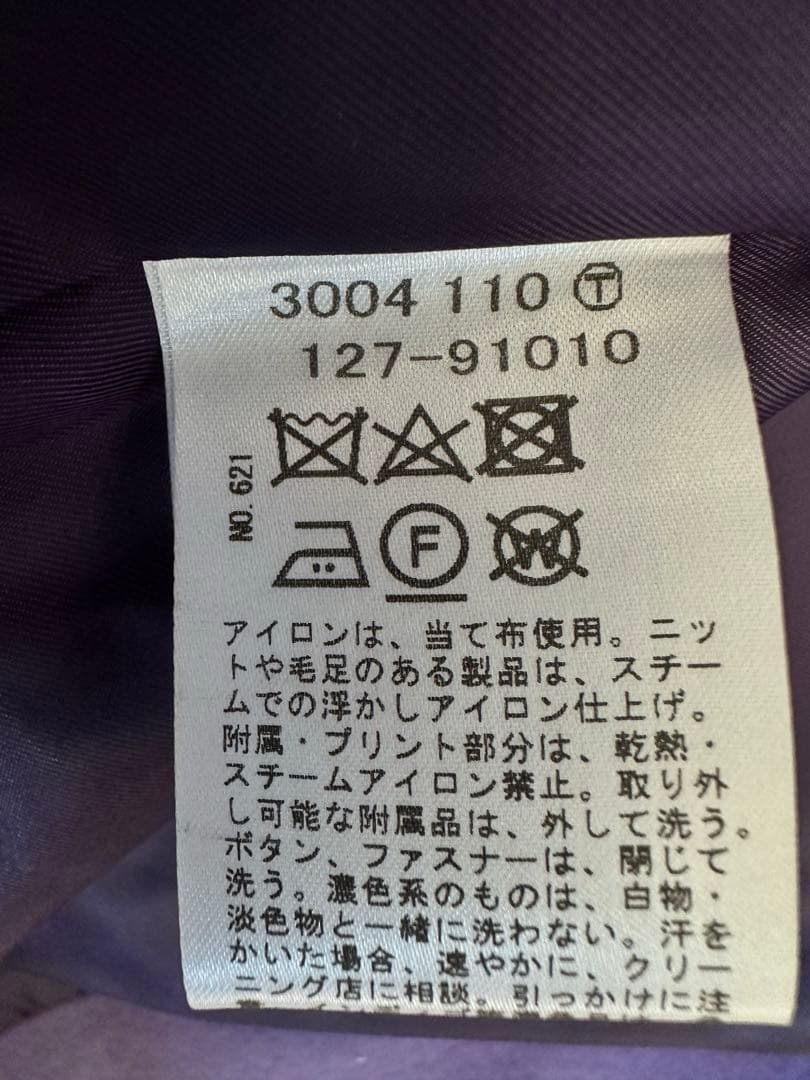 3004 110 Ⓣ
127-91010
NO. 621
F
W
アイロンは、当て布使用。ニッ
トや毛足のある製品は、スチー
ムでの浮かしアイロン仕上げ。
附属・プリント部分は、乾熱・
スチームアイロン禁止。取り外
し可能な附属品は、外して洗う。
ボタン、ファスナーは、閉じて
洗う。濃色系のものは、白物・
淡色物と一緒に洗わない。汗を
かいた場合、速やかに、クリー
ニング店に相談。引っかけに注